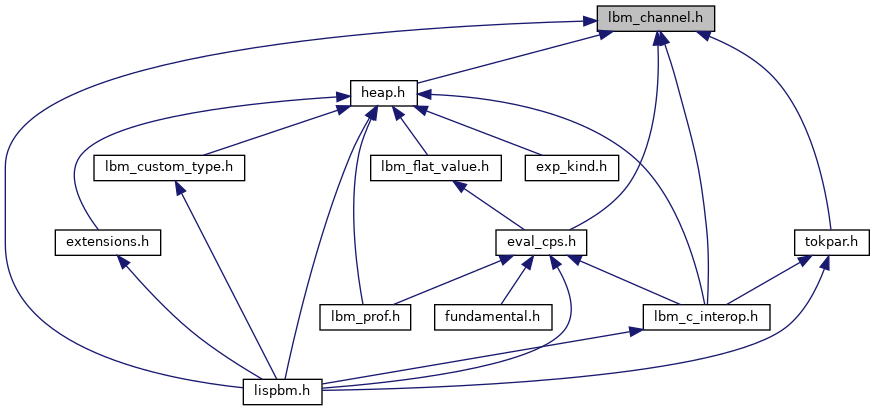 lbm_channel.h
heap.h
lbm_custom_type.h
lbm_flat_value.h
exp_kind.h
extensions.h
eval_cps.h
tokpar.h
lbm_prof.h
fundamental.h
lbm_c_interop.h
lispbm.h